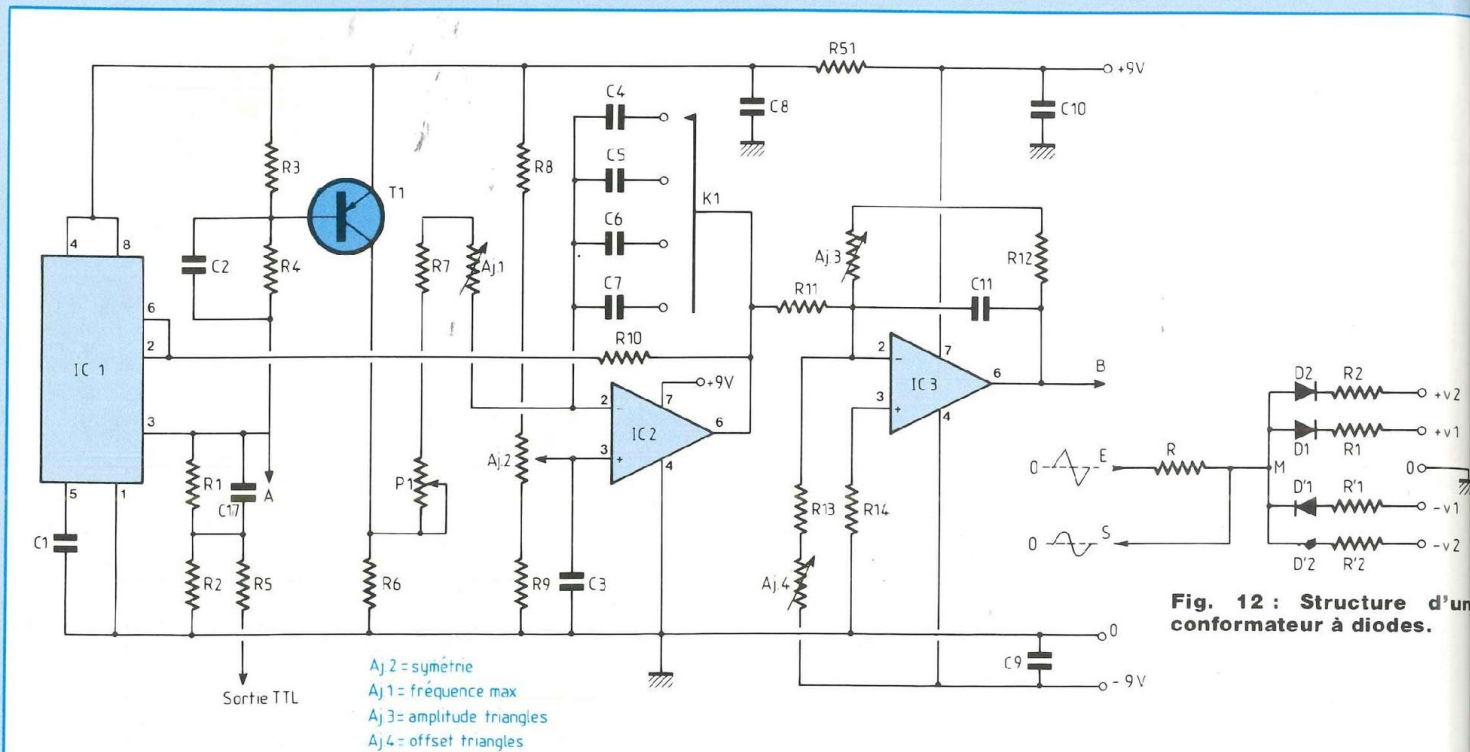 R51
+9V
C4
C8
C10
R3
R8
C5
T1
K1
4
8
C2
R4
R7
Aj.1
C6
Aj.3
R12
C7
R11
C11
6
2
R10
IC 1
+9V
2
7
6
B
2
7
IC 3
3
6
D2
R2
+v2
3
IC2
4
Aj.2
3
4
0
E
R
D1
R1
+v1
M
0
R1
C17
A
P1
R13
R14
D'1
R'1
-v1
5
1
0
S
D'2
R'2
-v2
C1
R2
R5
R6
R9
C3
Aj.4
Fig. 12 : Structure d'un
conformateur à diodes.
0
C9
-9V
Sortie TTL
Aj.2 = symétrie
Aj.1 = fréquence max
Aj.3 = amplitude triangles
Aj.4 = offset triangles